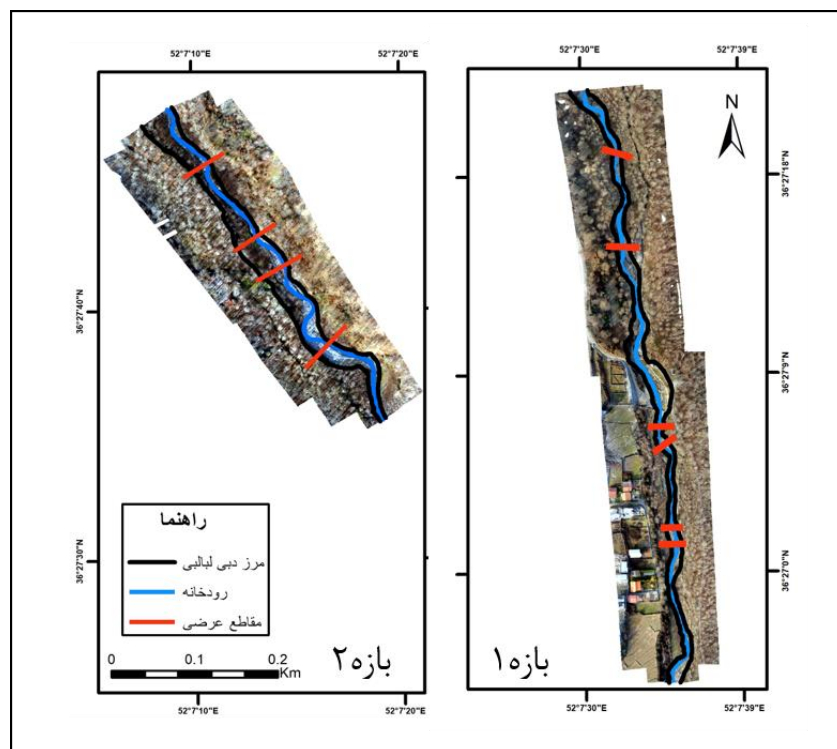 52°7'10"E
52°7'20"E
36°27'40"N
36°27'30"N
راهنما
مرز دبی لبالبی
رودخانه
مقاطع عرضی
0
0.1
0.2
Km
بازه۲
52°7'10"E
52°7'20"E
52°7'30"E
52°7'39"E
N
36°27'18"N
36°27'9"N
36°27'0"N
بازه۱
52°7'30"E
52°7'39"E